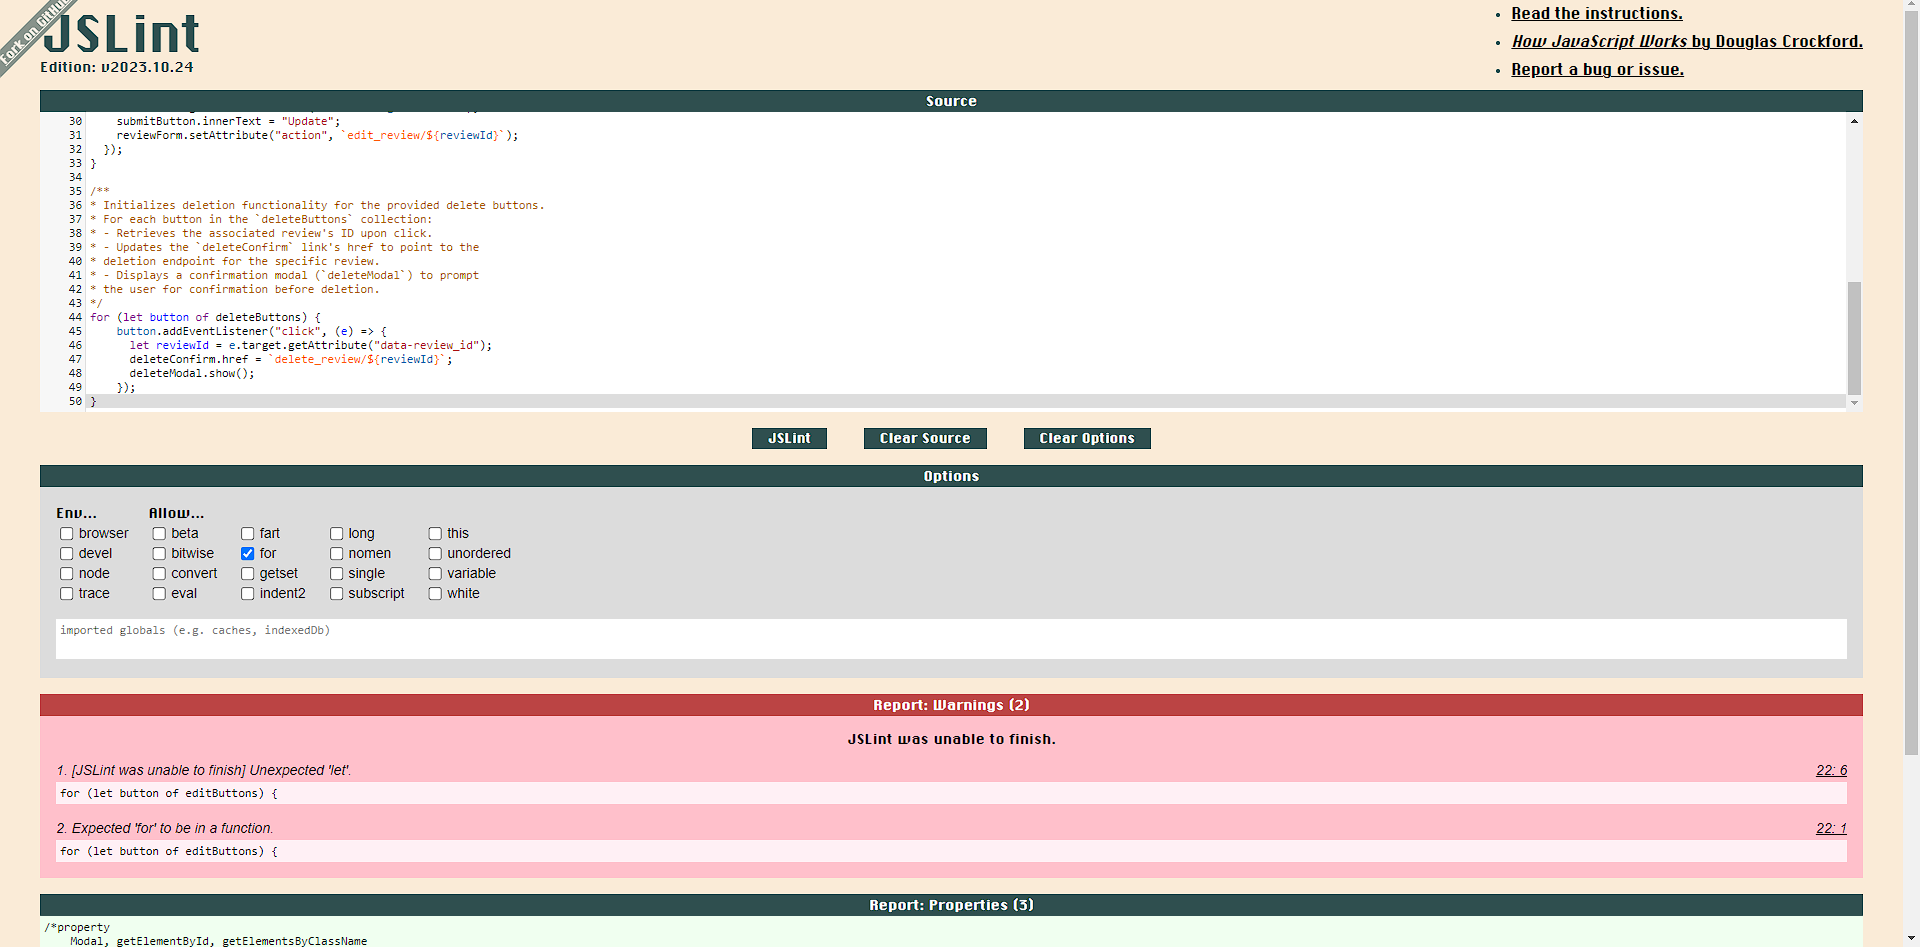 Fork on GitHub
JSLint
Edition: v2023.10.24
Read the instructions.
How JavaScript Works by Douglas Crockford.
Report a bug or issue.
Source
30 submitButton.innerText = "Update";
31 reviewForm.setAttribute("action", `edit_review/${reviewId}`);
32 });
33 }
34
35 /**
36 * Initializes deletion functionality for the provided delete buttons.
37 * For each button in the `deleteButtons` collection:
38 * - Retrieves the associated review's ID upon click.
39 * - Updates the `deleteConfirm` link's href to point to the
40 * deletion endpoint for the specific review.
41 * - Displays a confirmation modal (`deleteModal`) to prompt
42 * the user for confirmation before deletion.
43 */
44 for (let button of deleteButtons) {
45 button.addEventListener("click", (e) => {
46 let reviewId = e.target.getAttribute("data-review_id");
47 deleteConfirm.href = `delete_review/${reviewId}`;
48 deleteModal.show();
49 });
50 }
JSLint Clear Source Clear Options
Options
Env... Allow...
browser beta fart long this
devel bitwise for nomen unordered
node convert getset single variable
trace eval indent2 subscript white
imported globals (e.g. caches, indexedDb)
Report: Warnings (2)
JSLint was unable to finish.
1. [JSLint was unable to finish] Unexpected 'let'. 22: 6
for (let button of editButtons) {
2. Expected 'for' to be in a function. 22: 1
for (let button of editButtons) {
Report: Properties (3)
/*property
Modal, getElementById, getElementsByClassName